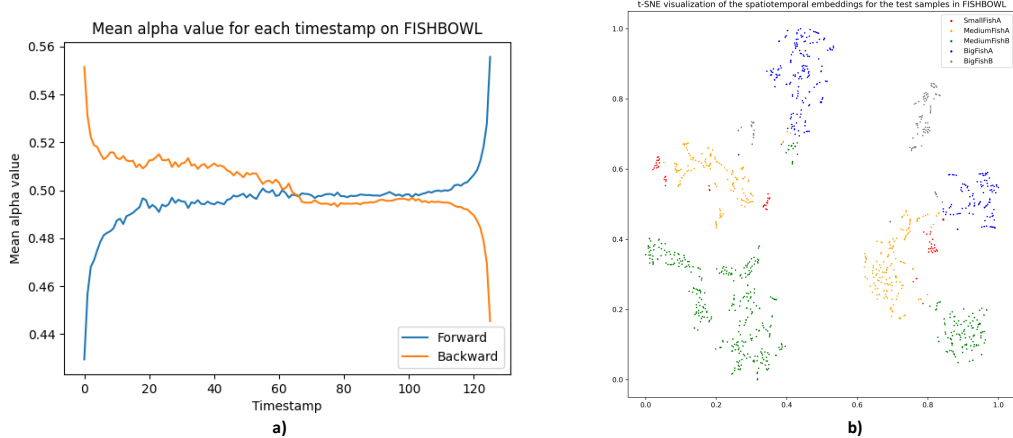 Mean alpha value for each timestamp on FISHBOWL
0.56
0.54
0.52
0.50
0.48
0.46
0.44
Mean alpha value
0 20 40 60 80 100 120
Timestamp
Forward
Backward
a)
t-SNE visualization of the spatiotemporal embeddings for the test samples in FISHBOWL
SmallFishA
MediumFishA
MediumFishB
BigFishA
BigFishB
1.0
0.8
0.6
0.4
0.2
0.0
0.0 0.2 0.4 0.6 0.8 1.0
b)